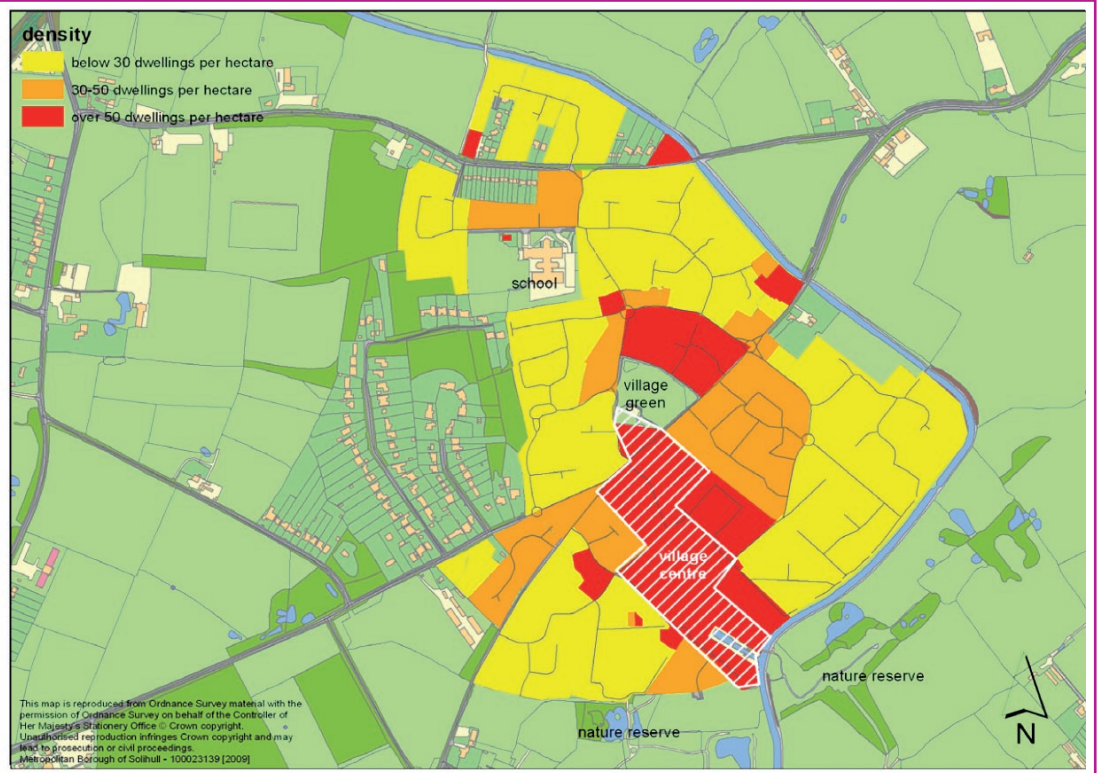 density
below 30 dwellings per hectare
30-50 dwellings per hectare
over 50 dwellings per hectare
school
village
green
village
centre
nature reserve
nature reserve
This map is reproduced from Ordnance Survey material with the
permission of Ordnance Survey on behalf of the Controller of
Her Majesty's Stationery Office © Crown copyright.
Unauthorised reproduction infringes Crown copyright and may
lead to prosecution or civil proceedings.
Metropolitan Borough of Solihull - 100023139 [2009]
N